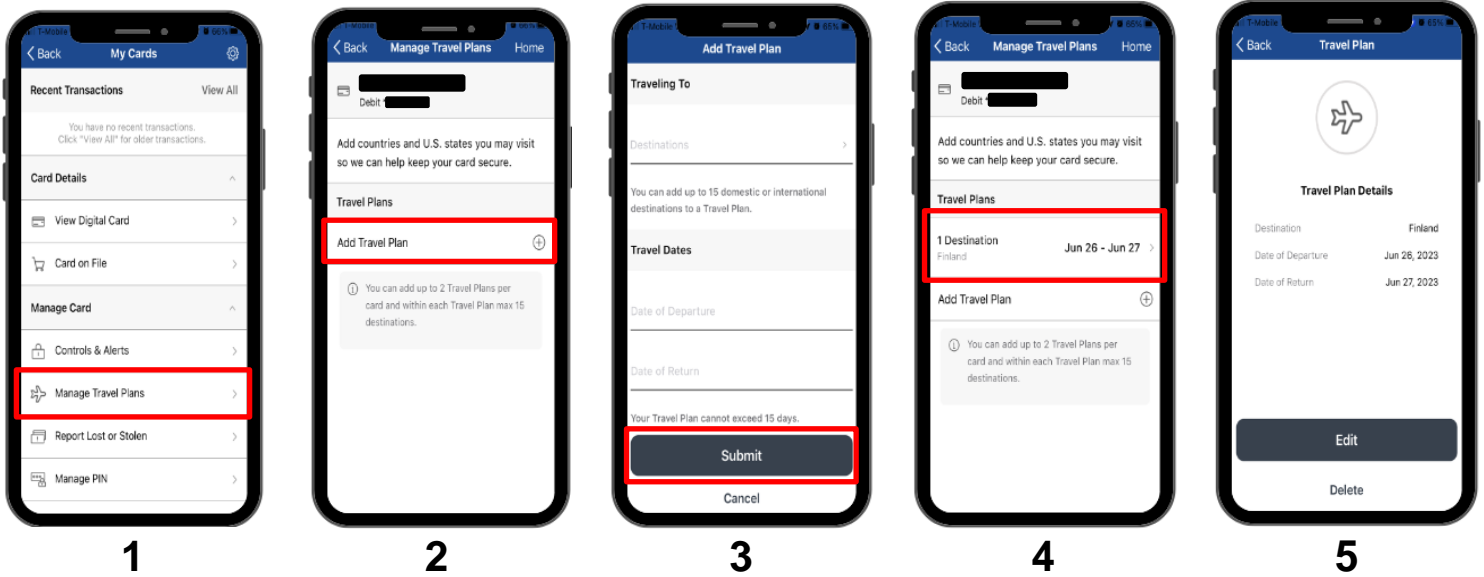 T-Mobile 66%
Back My Cards
Recent Transactions View All
You have no recent transactions.
Click "View All" for older transactions.
Card Details
View Digital Card
Card on File
Manage Card
Controls & Alerts
Manage Travel Plans
Report Lost or Stolen
Manage PIN
1
T-Mobile 66%
Back Manage Travel Plans Home
Debit
Add countries and U.S. states you may visit
so we can help keep your card secure.
Travel Plans
Add Travel Plan
You can add up to 2 Travel Plans per
card and within each Travel Plan max 15
destinations.
2
T-Mobile 65%
Add Travel Plan
Traveling To
Destinations
You can add up to 15 domestic or international
destinations to a Travel Plan.
Travel Dates
Date of Departure
Date of Return
Your Travel Plan cannot exceed 15 days.
Submit
Cancel
3
T-Mobile 66%
Back Manage Travel Plans Home
Debit *
Add countries and U.S. states you may visit
so we can help keep your card secure.
Travel Plans
1 Destination
Finland
Jun 26 - Jun 27
Add Travel Plan
You can add up to 2 Travel Plans per
card and within each Travel Plan max 15
destinations.
4
T-Mobile 65%
Back Travel Plan
Travel Plan Details
Destination Finland
Date of Departure Jun 26, 2023
Date of Return Jun 27, 2023
Edit
Delete
5